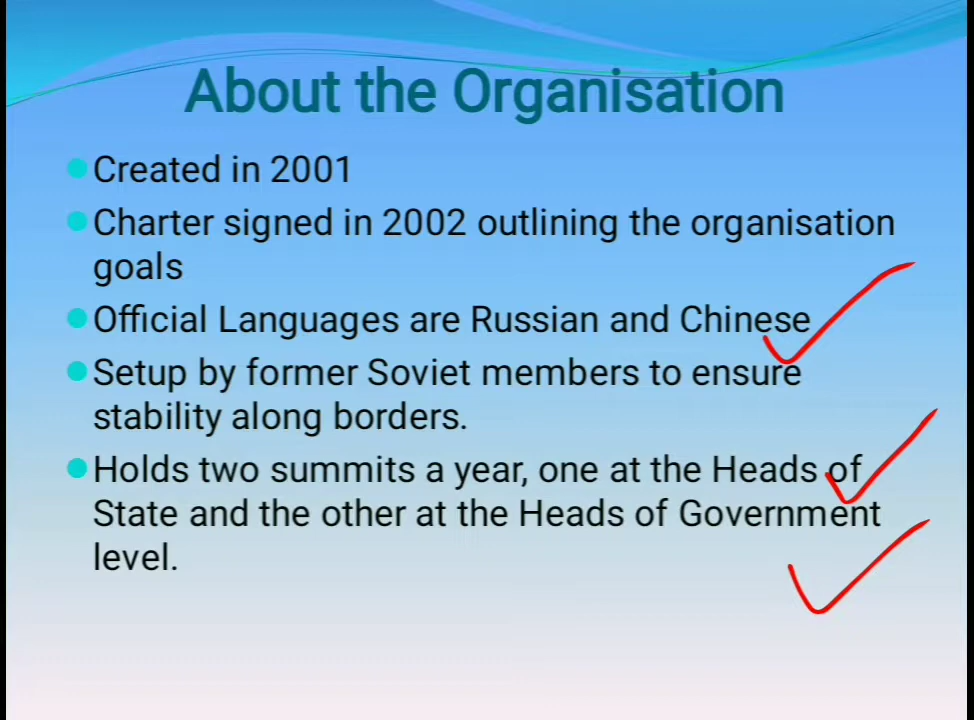 About the Organisation
Created in 2001
Charter signed in 2002 outlining the organisation
goals
Official Languages are Russian and Chinese
Setup by former Soviet members to ensure
stability along borders.
Holds two summits a year, one at the Heads of
State and the other at the Heads of Government
level.